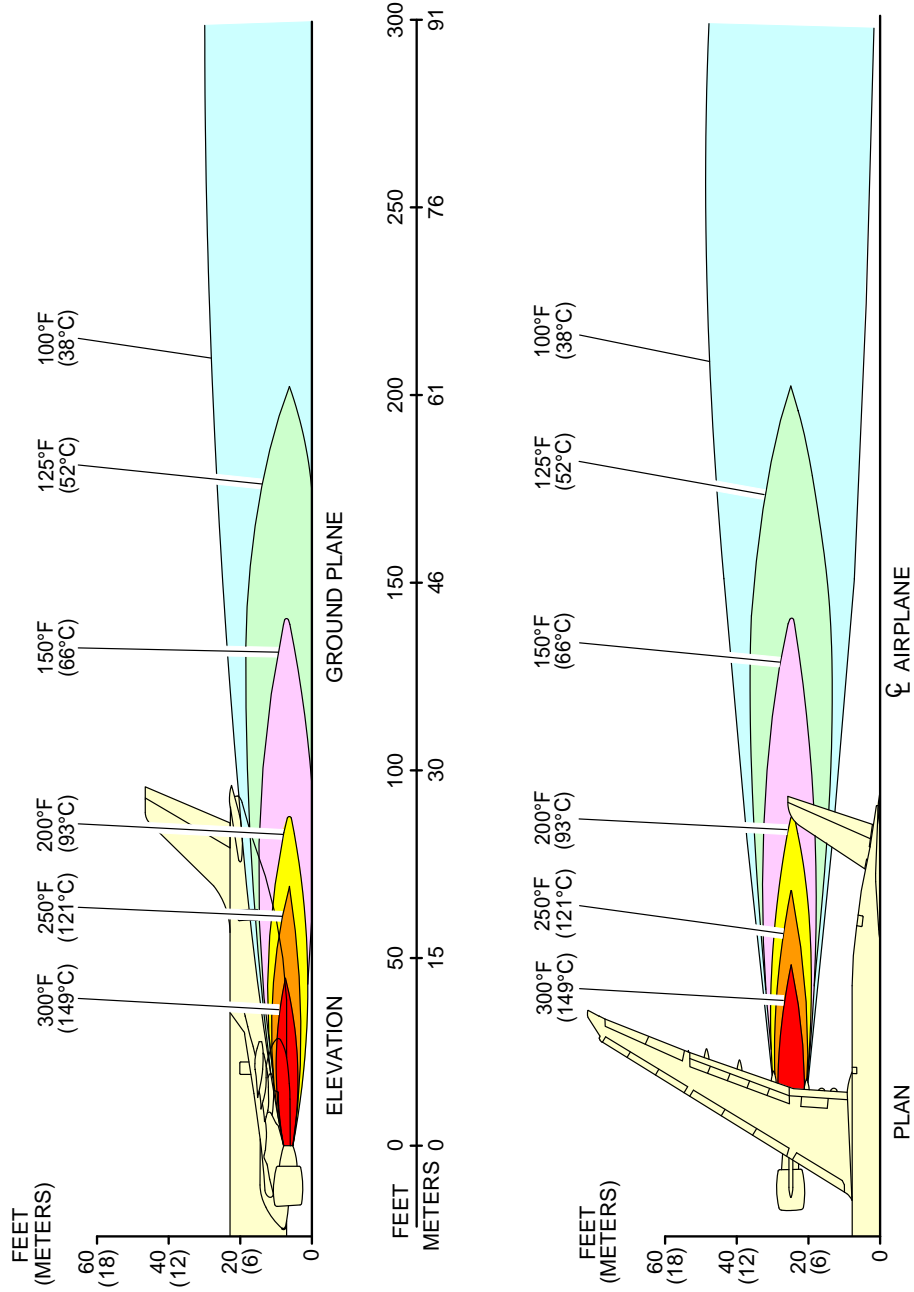 FEET
(METERS)
60
(18)
40
(12)
20
(6)
0
300°F
(149°C)
250°F
(121°C)
200°F
(93°C)
150°F
(66°C)
125°F
(52°C)
100°F
(38°C)
ELEVATION
GROUND PLANE
FEET
0
50
100
150
200
250
300
METERS
0
15
30
46
61
76
91
FEET
(METERS)
60
(18)
40
(12)
20
(6)
0
300°F
(149°C)
250°F
(121°C)
200°F
(93°C)
150°F
(66°C)
125°F
(52°C)
100°F
(38°C)
PLAN
℄ AIRPLANE